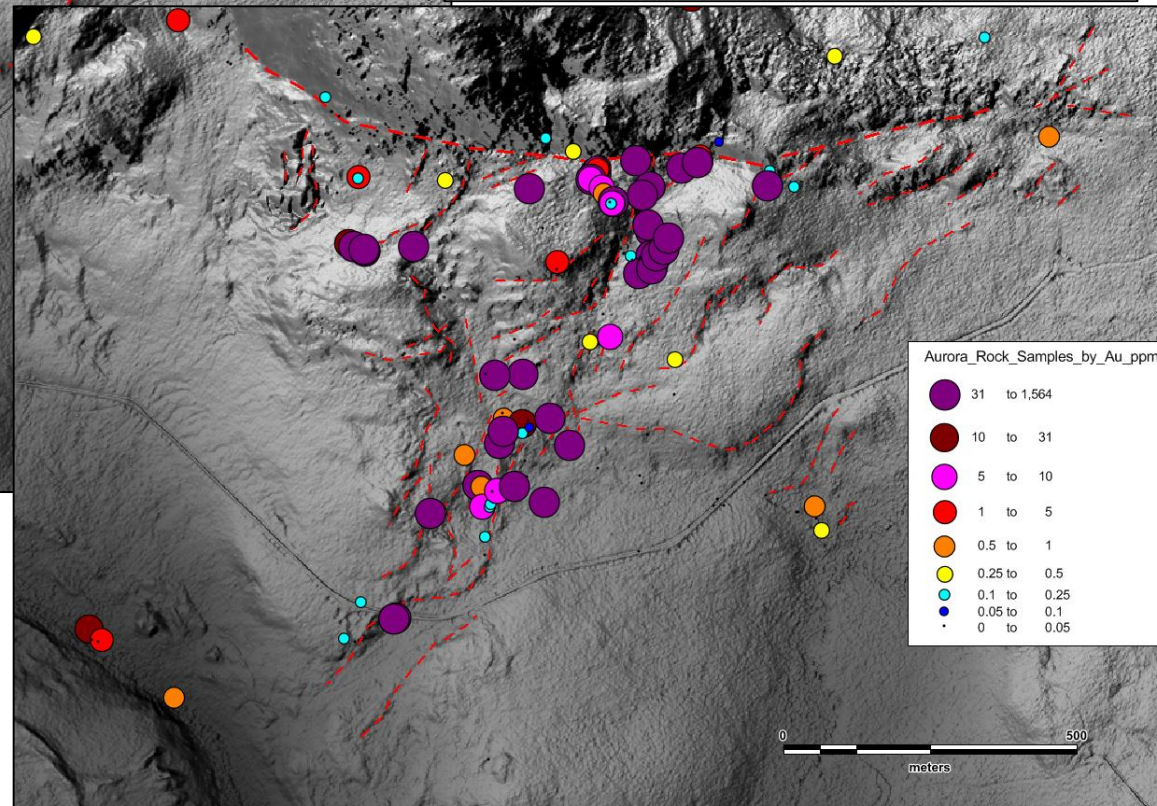 Aurora_Rock_Samples_by_Au_ppm
31 to 1,564
10 to 31
5 to 10
1 to 5
0.5 to 1
0.25 to 0.5
0.1 to 0.25
0.05 to 0.1
0 to 0.05
0 500
meters